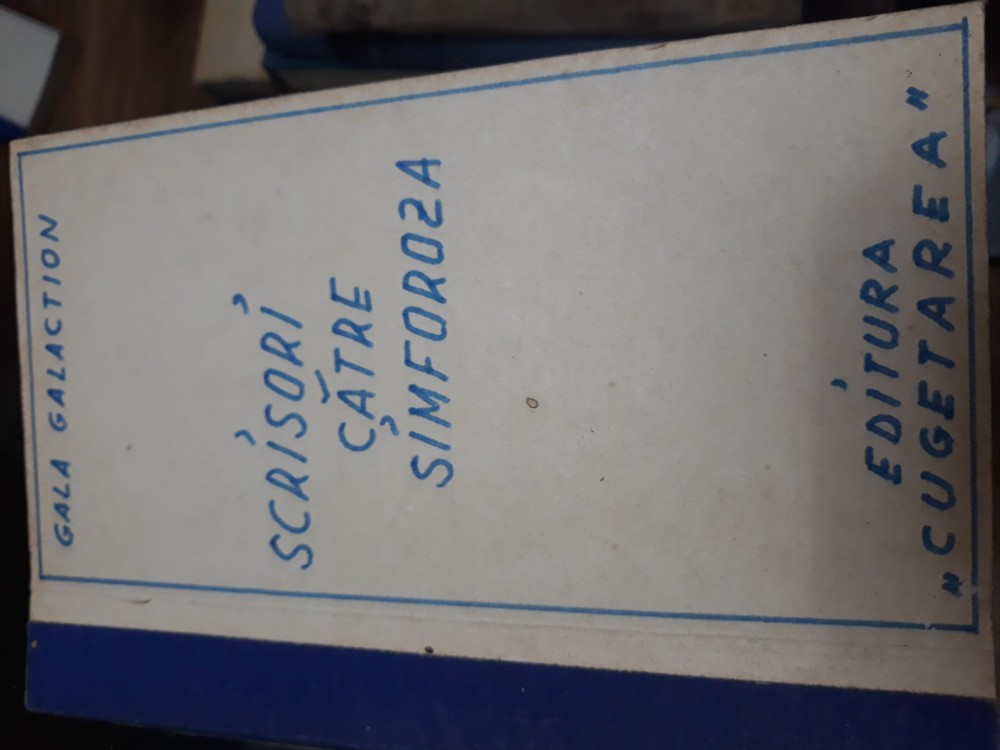 GALA GALACTION
SCRISORI
CĂTRE
SIMFOROZA
EDITURA
„CUGETAREA"